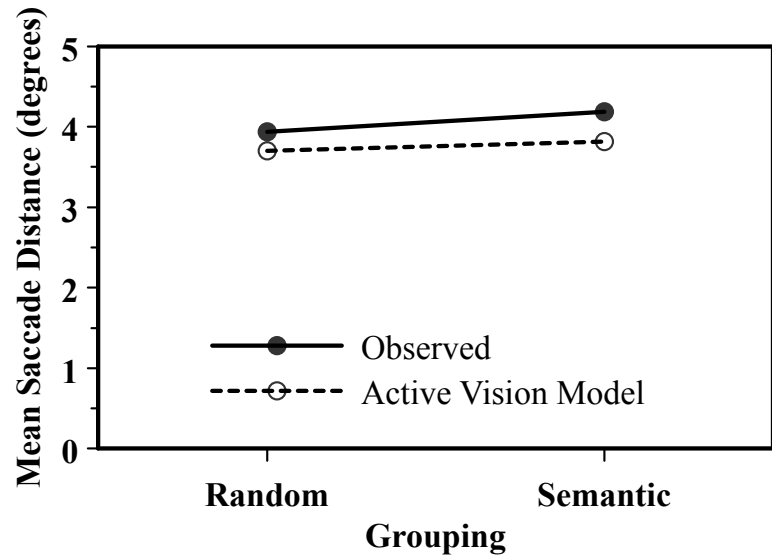 Mean Saccade Distance (degrees)
5
4
3
2
1
0
Observed
Active Vision Model
Random Semantic
Grouping